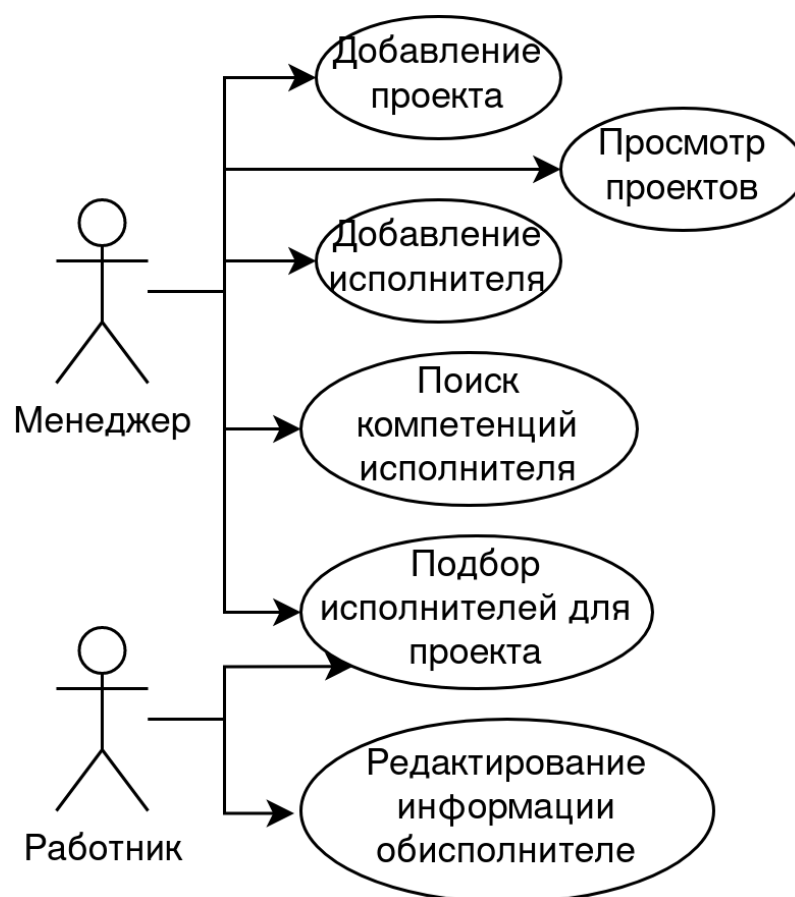 Добавление
проекта
Просмотр
проектов
Добавление
исполнителя
Менеджер
Поиск
компетенций
исполнителя
Подбор
исполнителей для
проекта
Работник
Редактирование
информации
обисполнителе